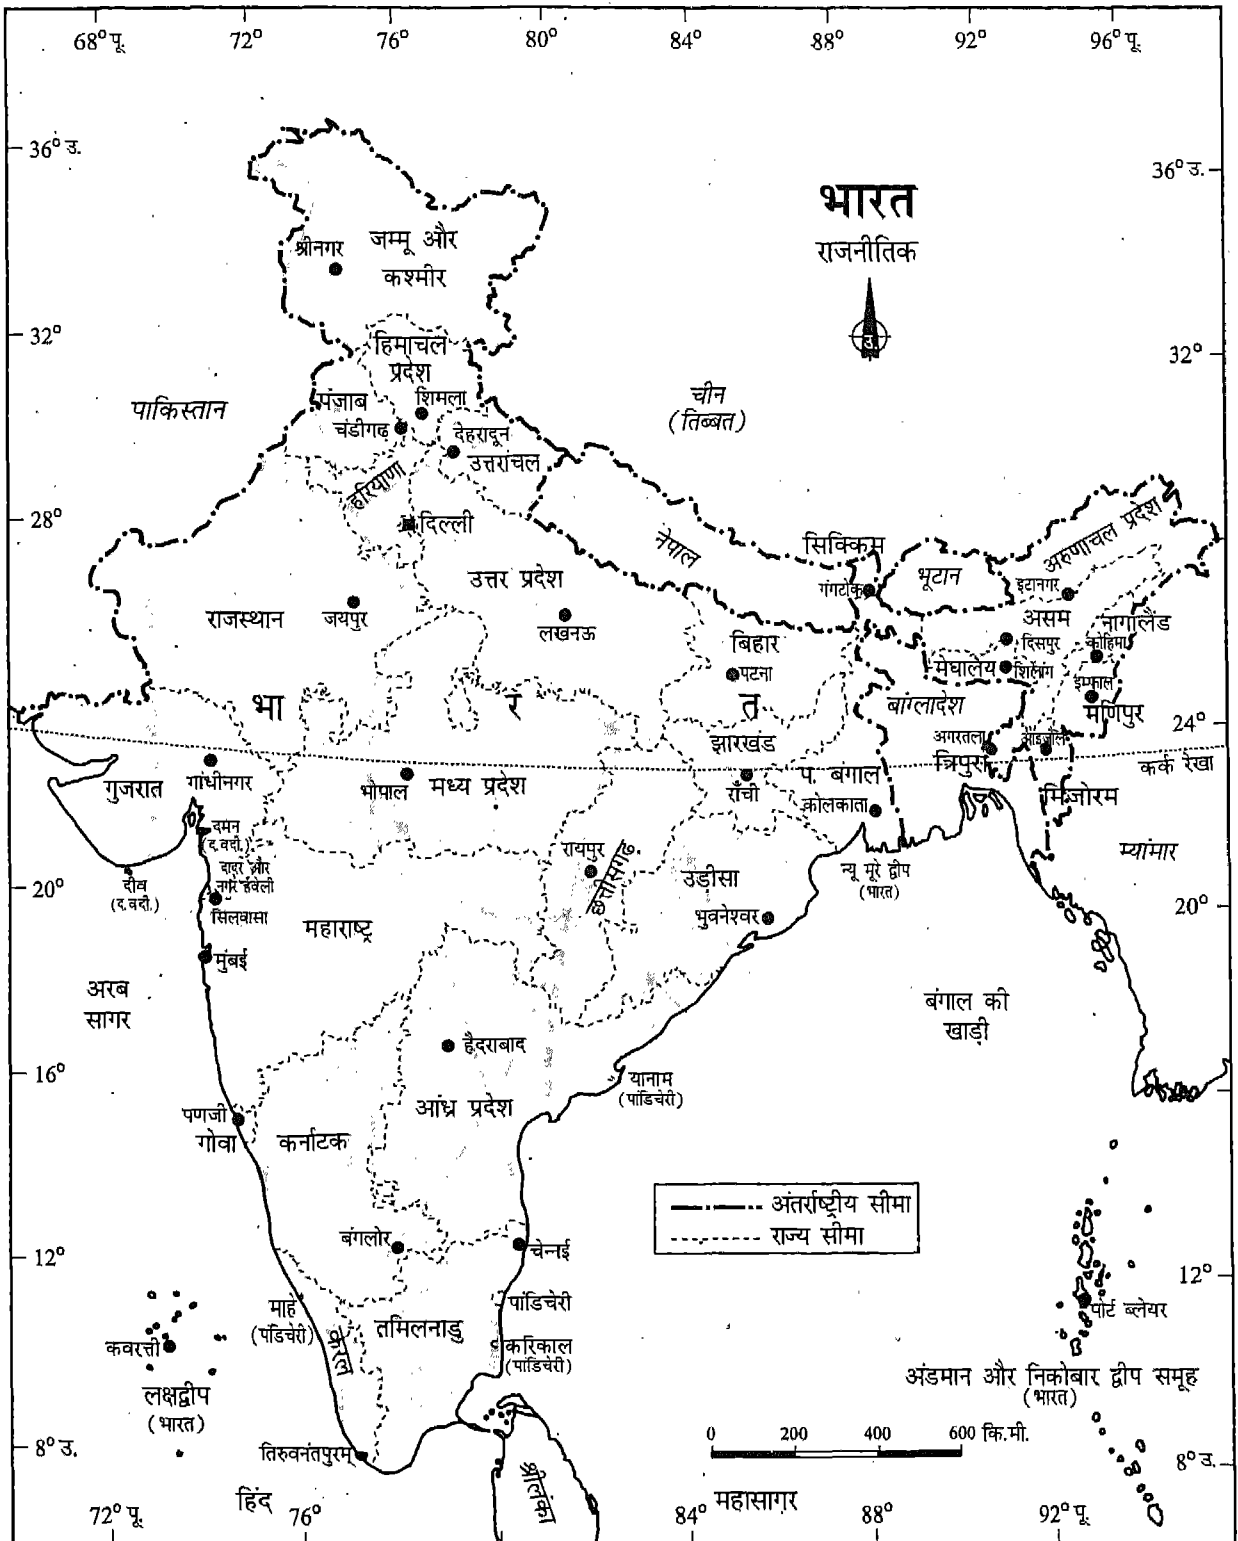 68° पू.
72°
76°
80°
84°
88°
92°
96° पू.
36° उ.
36° उ.
भारत
राजनीतिक
उ
जम्मू और
कश्मीर
श्रीनगर
32°
32°
हिमाचल
प्रदेश
शिमला
पंजाब
चंडीगढ़
पाकिस्तान
चीन
(तिब्बत)
देहरादून
उत्तरांचल
हरियाणा
28°
दिल्ली
नेपाल
सिक्किम
गंगटोक
भूटान
अरुणाचल प्रदेश
इटानगर
उत्तर प्रदेश
लखनऊ
राजस्थान
जयपुर
असम
दिसपुर
नागालैंड
कोहिमा
बिहार
पटना
मेघालय
शिलांग
इम्फाल
मणिपुर
भा र त
बांग्लादेश
24°
झारखंड
राँची
अगरतला
त्रिपुरा
आइजोल
कर्क रेखा
गुजरात
गांधीनगर
भोपाल
मध्य प्रदेश
प. बंगाल
कोलकाता
मिजोरम
म्यांमार
दमन
(द.वदी.)
दादर और
नगर हवेली
सिलवासा
दीव
(द.वदी.)
20°
20°
रायपुर
छत्तीसगढ़
उड़ीसा
भुवनेश्वर
न्यू मूरे द्वीप
(भारत)
महाराष्ट्र
मुंबई
अरब
सागर
बंगाल की
खाड़ी
हैदराबाद
16°
आंध्र प्रदेश
यानाम
(पांडिचेरी)
पणजी
गोवा
कर्नाटक
अंतर्राष्ट्रीय सीमा
राज्य सीमा
12°
12°
बंगलोर
चेन्नई
माहे
(पांडिचेरी)
पांडिचेरी
पोर्ट ब्लेयर
केरल
तमिलनाडु
करिकाल
(पांडिचेरी)
कवरत्ती
लक्षद्वीप
(भारत)
अंडमान और निकोबार द्वीप समूह
(भारत)
0 200 400 600 कि.मी.
8° उ.
8° उ.
तिरुवनंतपुरम्
श्रीलंका
हिंद
महासागर
72° पू.
76°
84°
88°
92° पू.